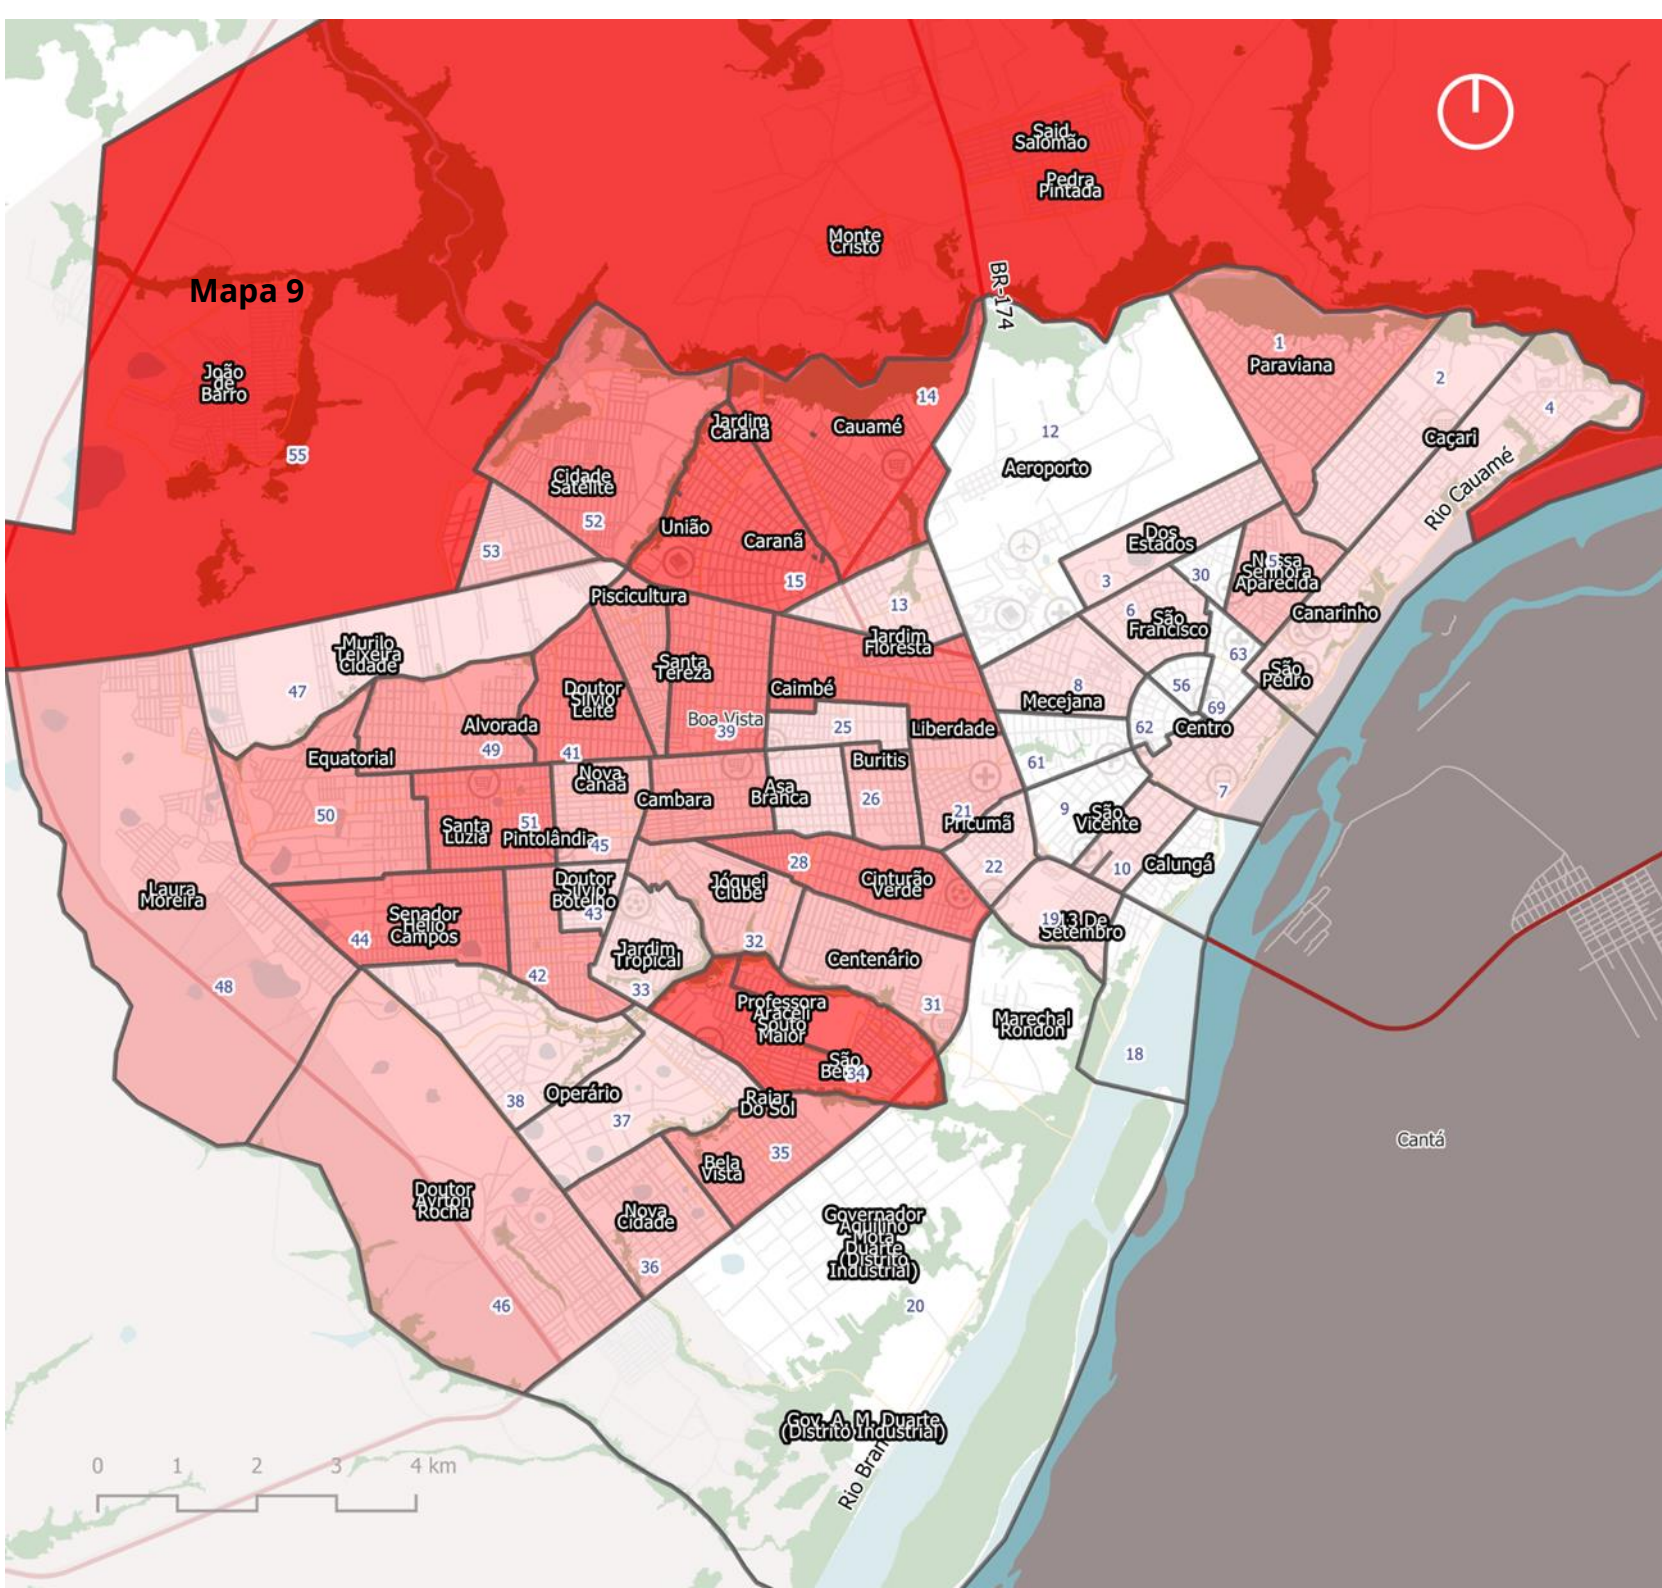 Said
Salomão
Pedra
Pintada
Monte
Cristo
BR-174
Mapa 9
João
de
Barro
55
1
Paraviana
2
4
14
12
Jardim
Caranã
Cauamé
Caçari
Aeroporto
Cidade
Satélite
52
Rio Cauamé
União
Caranã
53
Dos
Estados
15
3
30
5
Nossa
Senhora
Aparecida
Piscicultura
13
6
São
Francisco
Canarinho
Jardim
Floresta
63
Murilo
Teixeira
Cidade
47
Santa
Tereza
São
Pedro
Doutor
Silvio
Leite
Caimbé
8
Mecejana
56
69
Alvorada
49
41
Boa Vista
39
25
Liberdade
62
Centro
Equatorial
50
Buritis
61
Nova
Canaã
Cambara
Asa
Branca
26
7
Santa
Luzia
51
Pintolândia
45
21
Pricumã
9
São
Vicente
28
22
10
Calungá
Laura
Moreira
Doutor
Silvio
Botelho
43
Jóquei
Clube
Cinturão
Verde
Senador
Hélio
Campos
44
19
13 De
Setembro
32
Jardim
Tropical
Centenário
48
42
33
31
Professora
Araceli
Souto
Maior
Marechal
Rondon
18
São
Bento
34
38
Operário
37
Raiar
Do Sol
35
Cantá
Bela
Vista
Doutor
Ayrton
Rocha
Nova
Cidade
36
Governador
Aquilino
Mota
Duarte
(Distrito
Industrial)
46
20
Gov. A. M. Duarte
(Distrito Industrial)
Rio Bran
0 1 2 3 4 km